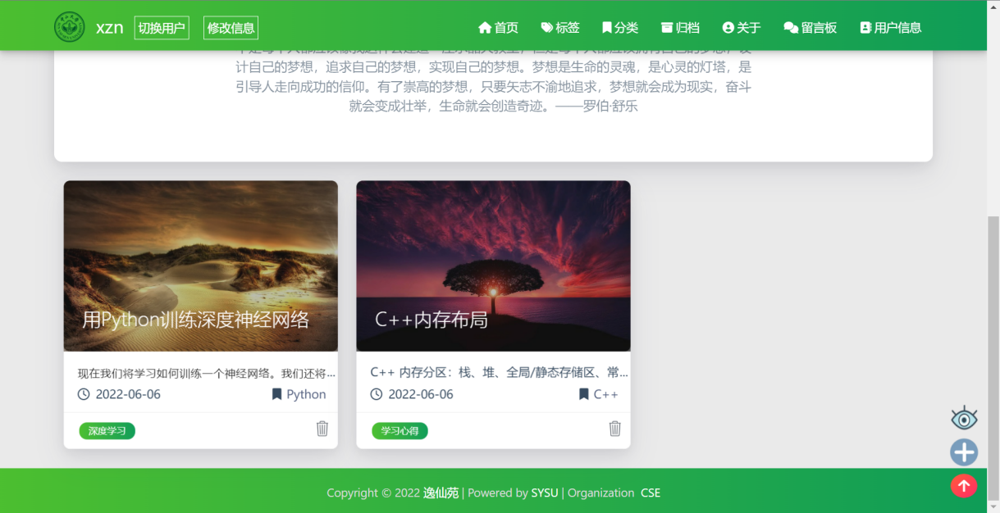 xzn 切换用户 修改信息 首页 标签 分类 归档 关于 留言板 用户信息
计自己的梦想，追求自己的梦想，实现自己的梦想。梦想是生命的灵魂，是心灵的灯塔，是
引导人走向成功的信仰。有了崇高的梦想，只要矢志不渝地追求，梦想就会成为现实，奋斗
就会变成壮举，生命就会创造奇迹。——罗伯·舒乐
用Python训练深度神经网络
现在我们将学习如何训练一个神经网络。我们还将...
2022-06-06 Python
深度学习
C++内存布局
C++ 内存分区：栈、堆、全局/静态存储区、常...
2022-06-06 C++
学习心得
Copyright © 2022 逸仙苑 | Powered by SYSU | Organization CSE